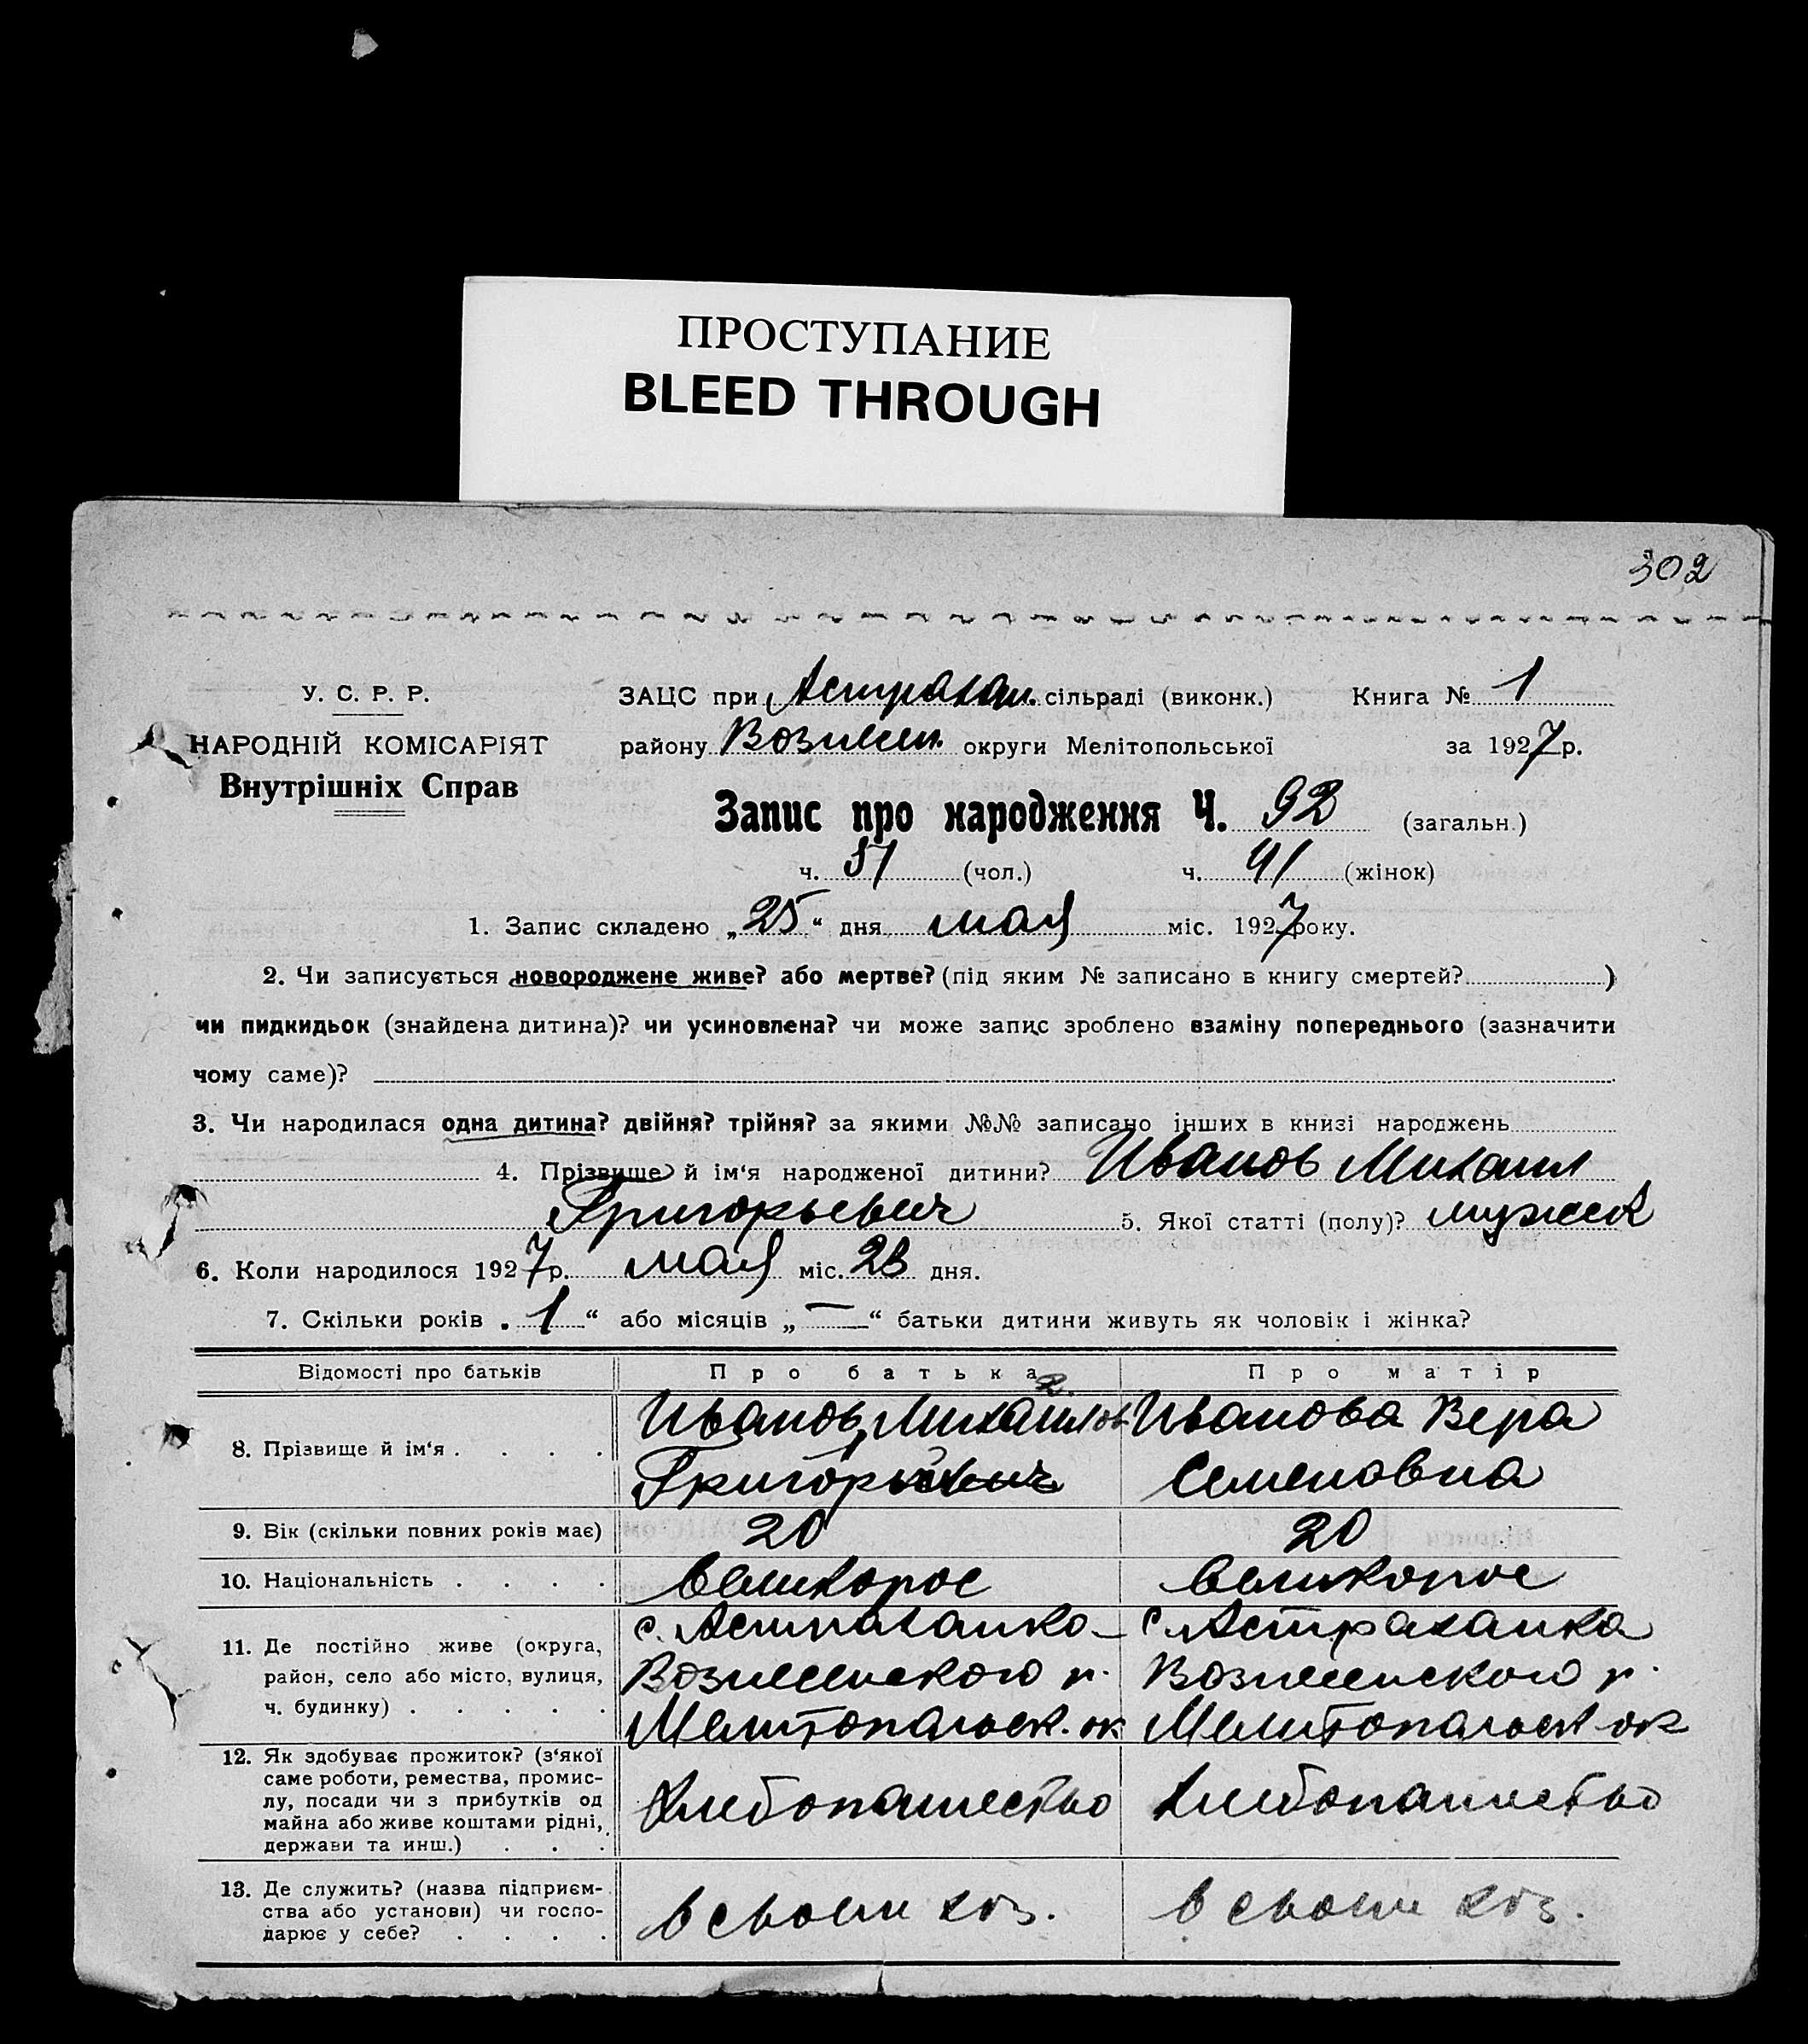 ПРОСТУПАНИЕ
BLEED THROUGH
302
У. С. Р. Р.
НАРОДНІЙ КОМІСАРІЯТ
Внутрішніх Справ
ЗАЦС при Астрахан. сільраді (виконк.) Книга № 1
району Вознесен. округи Мелітопольської за 1927 р.
Запис про народження Ч. 92 (загальн.)
ч. 51 (чол.) ч. 41 (жінок)
1. Запис складено „25“ дня мая міс. 1927 року.
2. Чи записується новороджене живе? або мертве? (під яким № записано в книгу смертей? )
чи пидкидьок (знайдена дитина)? чи усиновлена? чи може запис зроблено взаміну попереднього (зазначити
чому саме)?
3. Чи народилася одна дитина? двійня? трійня? за якими №№ записано інших в книзі народжень
4. Прізвище й ім‘я народженої дитини? Иванов Михаил
Григорьевич 5. Якої статті (полу)? мужск
6. Коли народилося 1927 р. мая міс. 23 дня.
7. Скільки років „1“ або місяців „—“ батьки дитини живуть як чоловік і жінка?
Відомості про батьків Про батька Про матір
8. Прізвище й ім‘я . . . . Иванов Михаилов Иванова Вера
Григорьевич Семеновна
9. Вік (скільки повних років має) 20 20
10. Національність . . . . великорос великорос
11. Де постійно живе (округа, с. Астраханка с. Астраханка
район, село або місто, вулиця, Вознесенского р. Вознесенского р.
ч. будинку) . . . . . Мелитопольск. ок Мелитопольск ок
12. Як здобуває прожиток? (з‘якої
саме роботи, ремества, промис-
лу, посади чи з прибутків од Хлебопашество Хлебопашество
майна або живе коштами рідні,
держави та инш.) . . .
13. Де служить? (назва підприєм-
ства або установи) чи госпо- в своем хоз. в своем хоз.
дарює у себе? . . . .